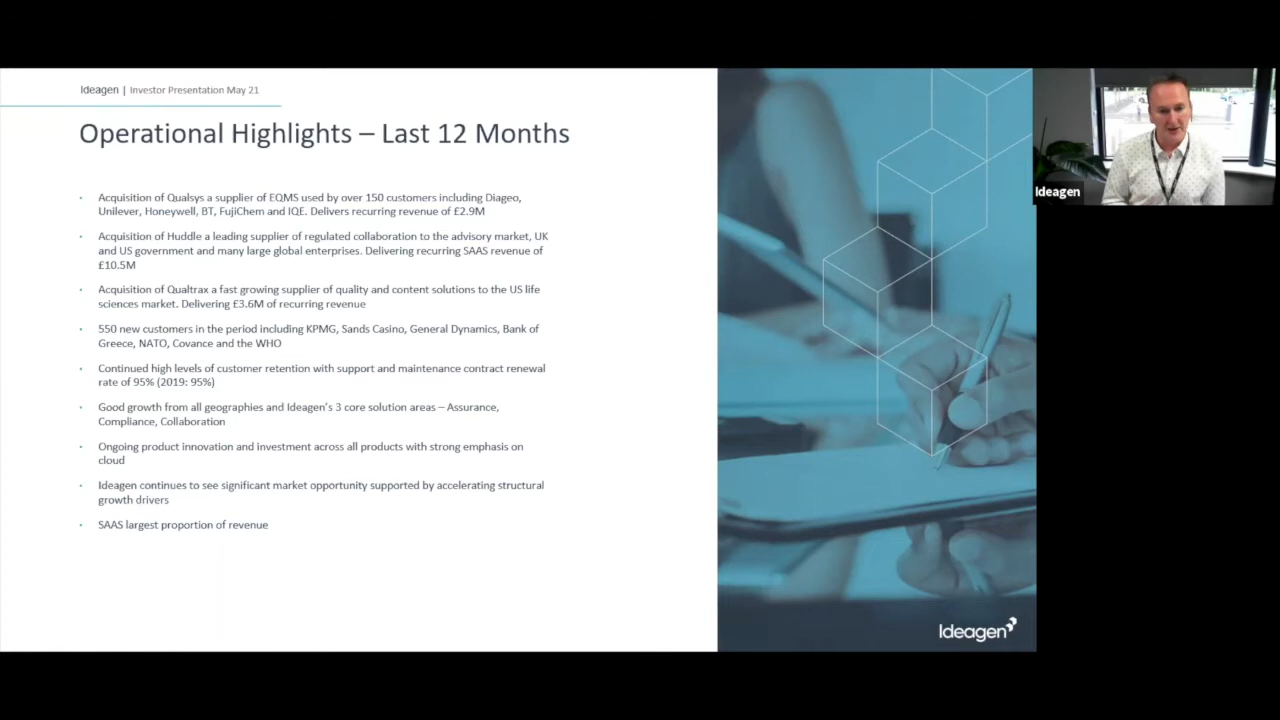 Ideagen | Investor Presentation May 21
Operational Highlights – Last 12 Months
Acquisition of Qualsys a supplier of EQMS used by over 150 customers including Diageo,
Unilever, Honeywell, BT, FujiChem and IQE. Delivers recurring revenue of £2.9M
Acquisition of Huddle a leading supplier of regulated collaboration to the advisory market, UK
and US government and many large global enterprises. Delivering recurring SAAS revenue of
£10.5M
Acquisition of Qualtrax a fast growing supplier of quality and content solutions to the US life
sciences market. Delivering £3.6M of recurring revenue
550 new customers in the period including KPMG, Sands Casino, General Dynamics, Bank of
Greece, NATO, Covance and the WHO
Continued high levels of customer retention with support and maintenance contract renewal
rate of 95% (2019: 95%)
Good growth from all geographies and Ideagen's 3 core solution areas – Assurance,
Compliance, Collaboration
Ongoing product innovation and investment across all products with strong emphasis on
cloud
Ideagen continues to see significant market opportunity supported by accelerating structural
growth drivers
SAAS largest proportion of revenue
Ideagen
Ideagen